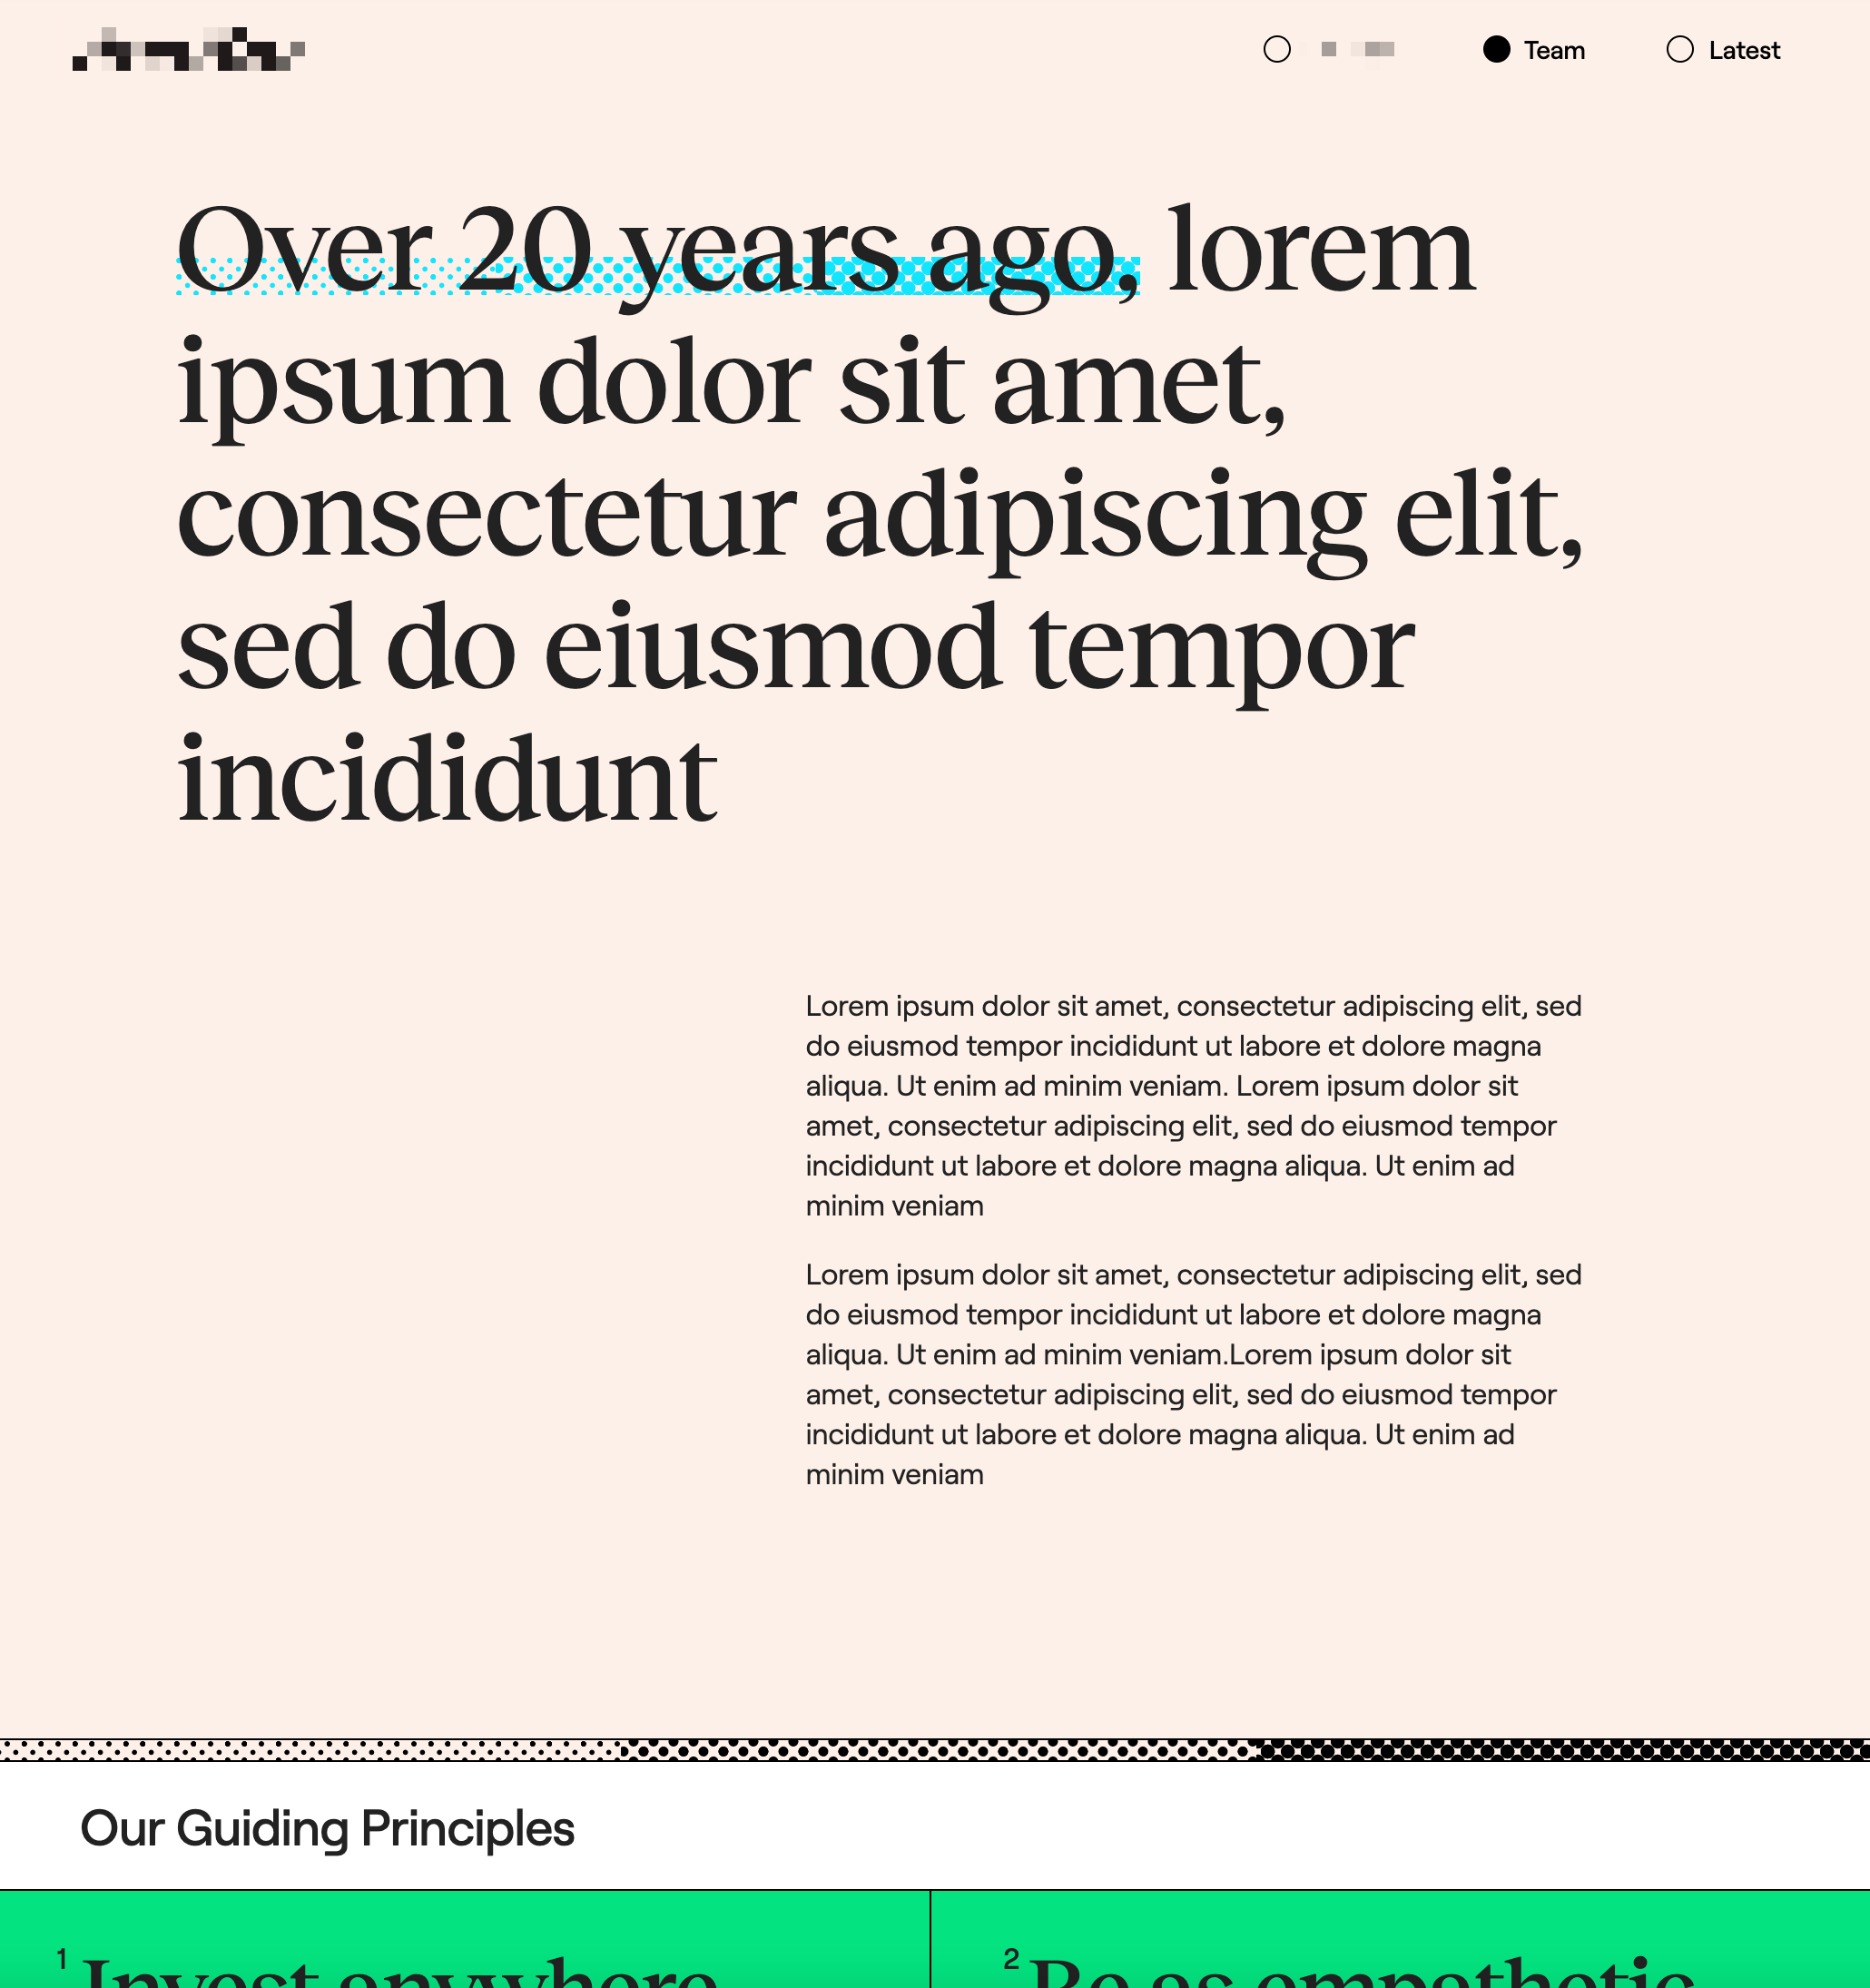 Team
Latest
Over 20 years ago, lorem
ipsum dolor sit amet,
consectetur adipiscing elit,
sed do eiusmod tempor
incididunt
Lorem ipsum dolor sit amet, consectetur adipiscing elit, sed
do eiusmod tempor incididunt ut labore et dolore magna
aliqua. Ut enim ad minim veniam. Lorem ipsum dolor sit
amet, consectetur adipiscing elit, sed do eiusmod tempor
incididunt ut labore et dolore magna aliqua. Ut enim ad
minim veniam
Lorem ipsum dolor sit amet, consectetur adipiscing elit, sed
do eiusmod tempor incididunt ut labore et dolore magna
aliqua. Ut enim ad minim veniam.Lorem ipsum dolor sit
amet, consectetur adipiscing elit, sed do eiusmod tempor
incididunt ut labore et dolore magna aliqua. Ut enim ad
minim veniam
Our Guiding Principles
1 Invest anywhere
2 Be as empathetic